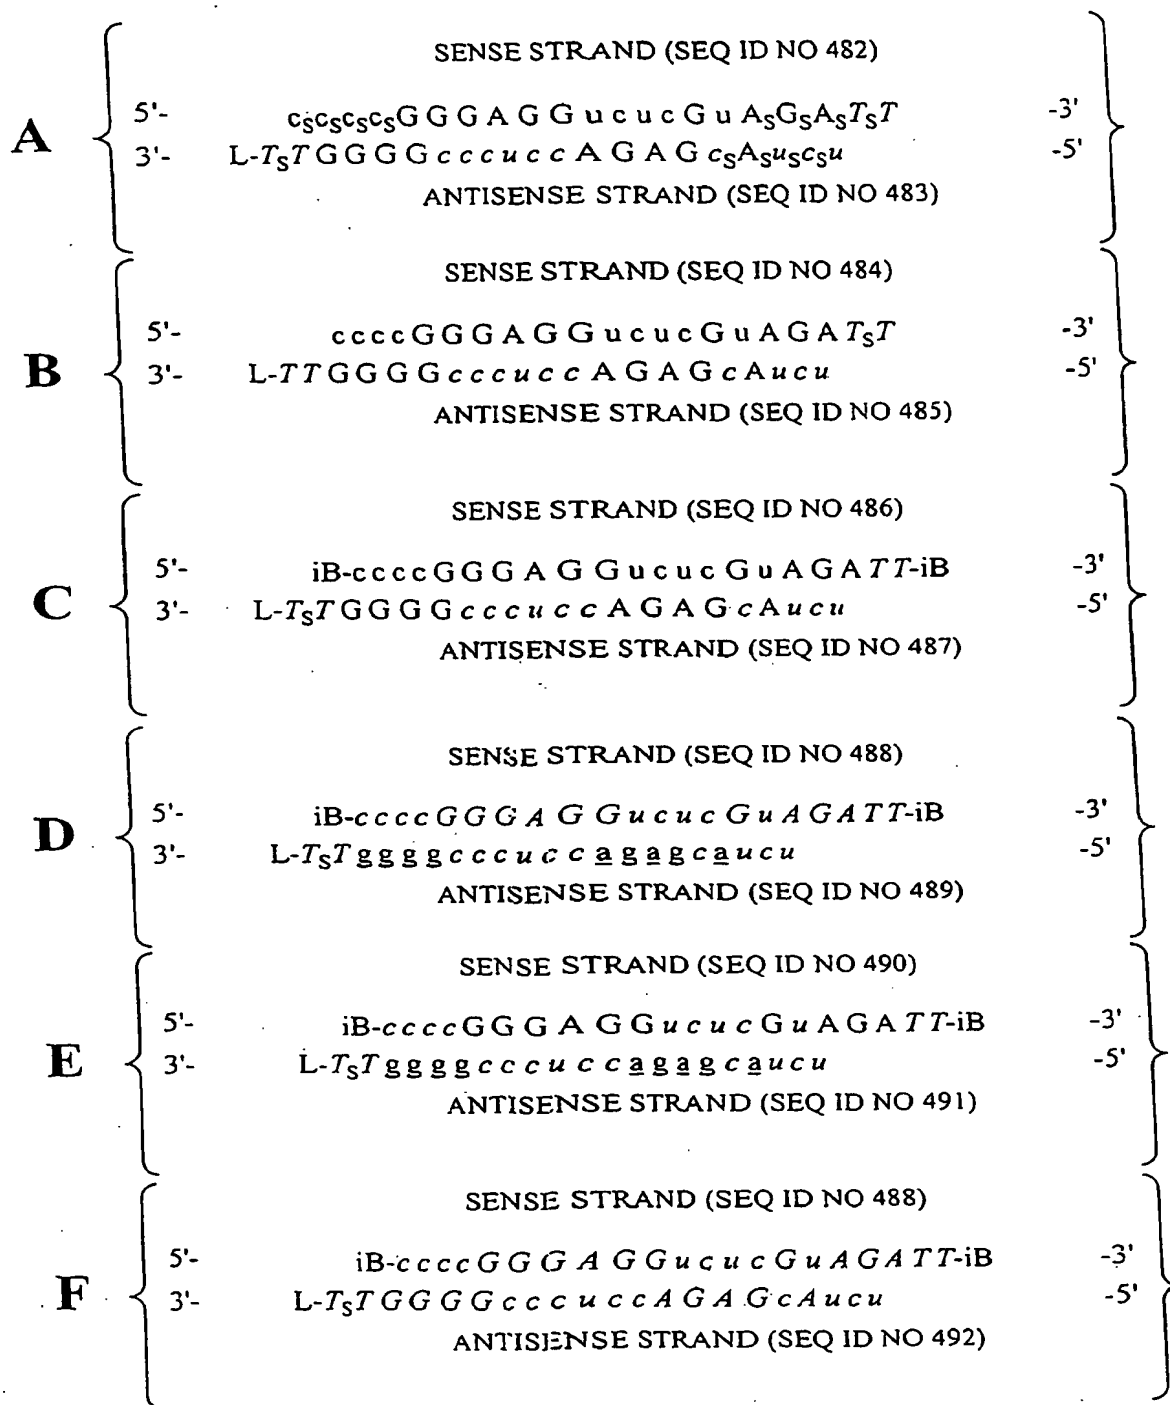 SENSE STRAND (SEQ ID NO 482)
5'- cScScScSGGGAGGucucGuASGSASTST -3'
A
3'- L-TSTGGGGcccuccAGAGcSASuScSu -5'
ANTISENSE STRAND (SEQ ID NO 483)
SENSE STRAND (SEQ ID NO 484)
5'- ccccGGGAGGucucGuAGATST -3'
B
3'- L-TTGGGGcccuccAGAGcAucu -5'
ANTISENSE STRAND (SEQ ID NO 485)
SENSE STRAND (SEQ ID NO 486)
5'- iB-ccccGGGAGGucucGuAGATT-iB -3'
C
3'- L-TSTGGGGcccuccAGAGcAucu -5'
ANTISENSE STRAND (SEQ ID NO 487)
SENSE STRAND (SEQ ID NO 488)
5'- iB-ccccGGGAGGucucGuAGATT-iB -3'
D
3'- L-TSTggggcccuccagagcaucu -5'
ANTISENSE STRAND (SEQ ID NO 489)
SENSE STRAND (SEQ ID NO 490)
5'- iB-ccccGGGAGGucucGuAGATT-iB -3'
E
3'- L-TSTggggcccuccagagcaucu -5'
ANTISENSE STRAND (SEQ ID NO 491)
SENSE STRAND (SEQ ID NO 488)
5'- iB-ccccGGGAGGucucGuAGATT-iB -3'
F
3'- L-TSTGGGGcccuccAGAGcAucu -5'
ANTISENSE STRAND (SEQ ID NO 492)